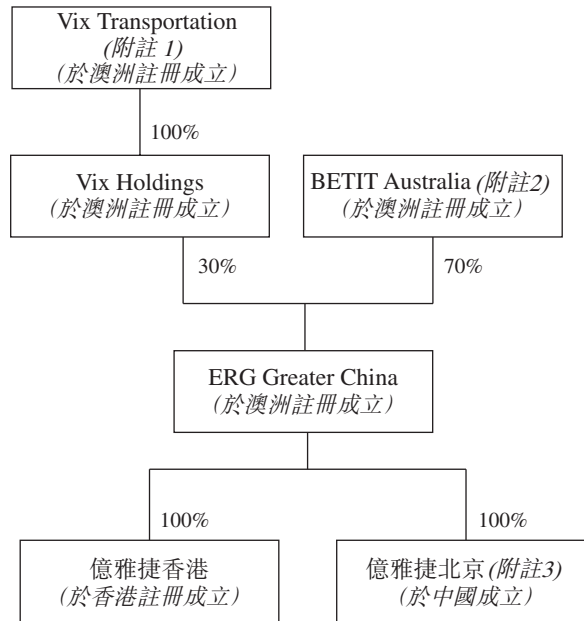 Vix Transportation
(附註 1)
(於澳洲註冊成立)
100%
Vix Holdings
(於澳洲註冊成立)
BETIT Australia (附註2)
(於澳洲註冊成立)
30%
70%
ERG Greater China
(於澳洲註冊成立)
100%
100%
億雅捷香港
(於香港註冊成立)
億雅捷北京(附註3)
(於中國成立)